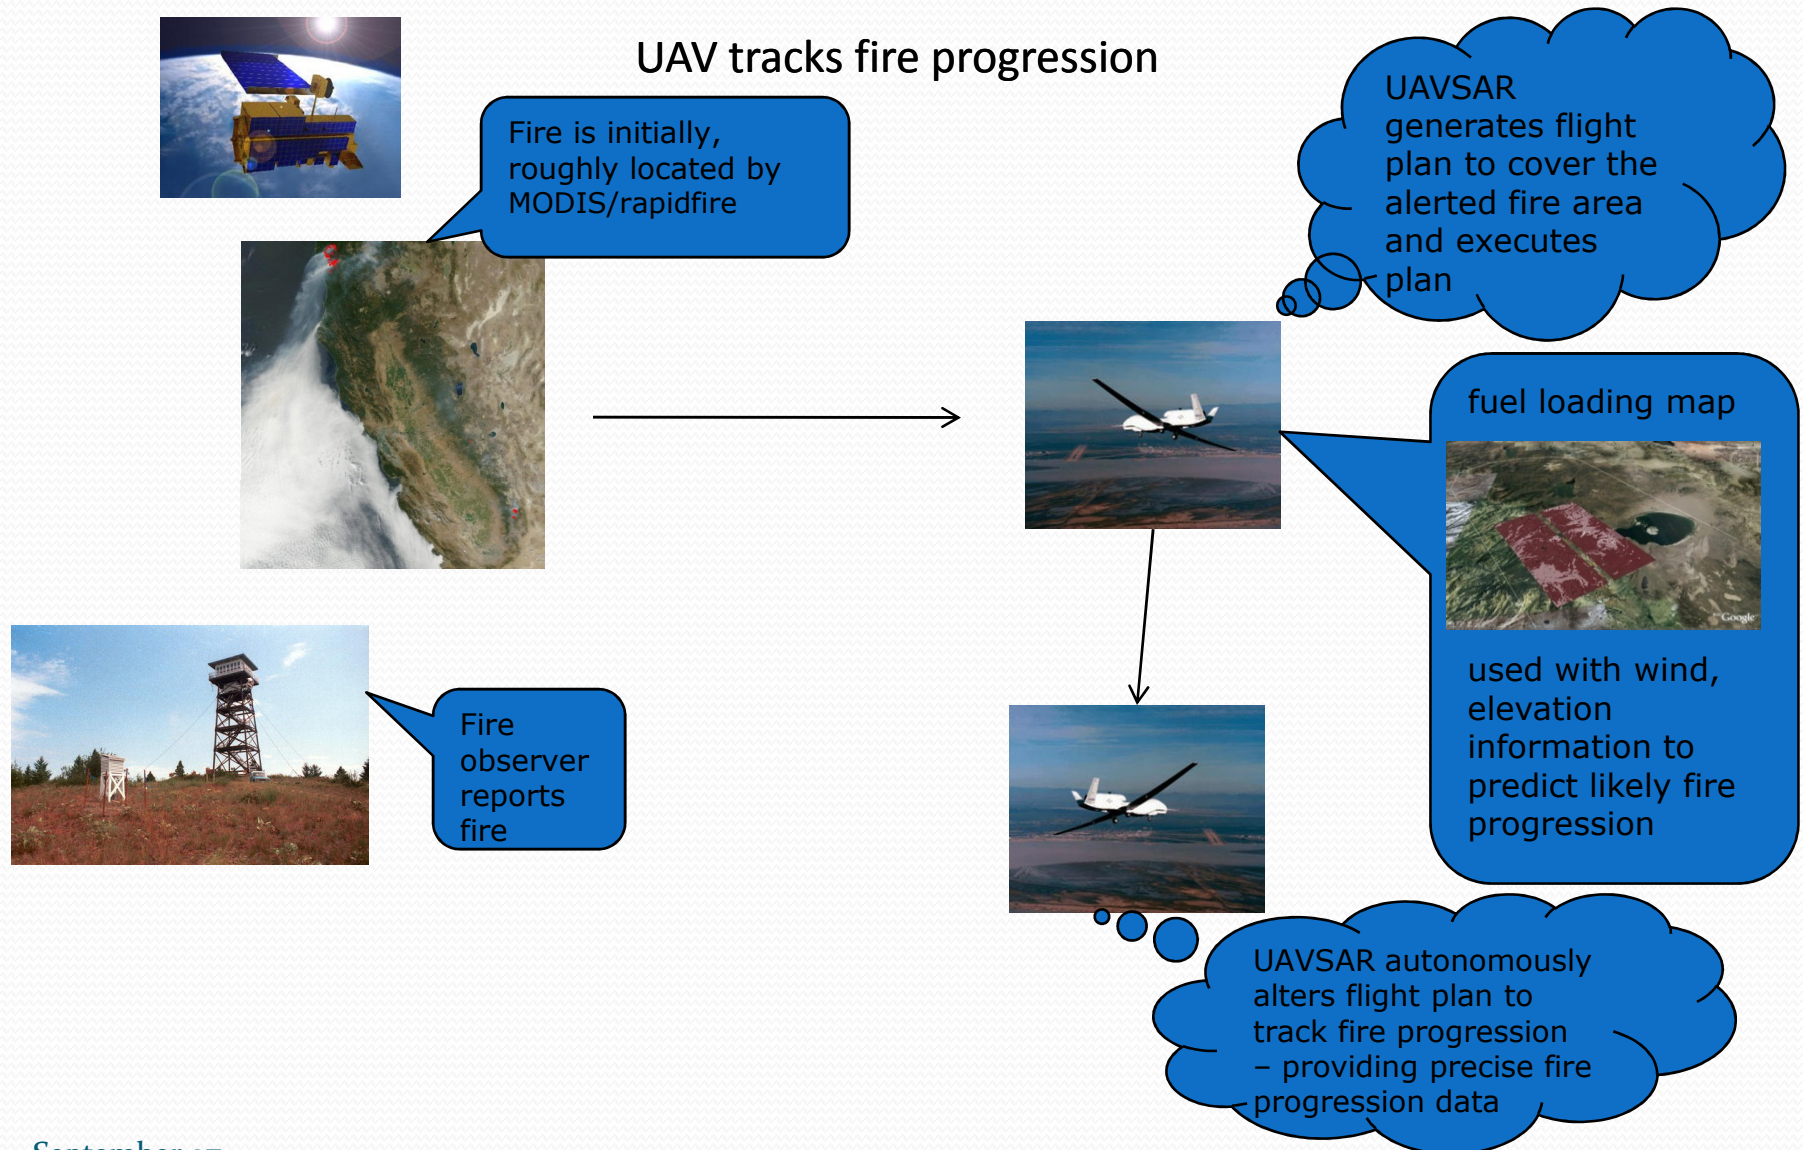 UAV tracks fire progression
Fire is initially,
roughly located by
MODIS/rapidfire
UAVSAR
generates flight
plan to cover the
alerted fire area
and executes
plan
fuel loading map
Google
used with wind,
elevation
information to
predict likely fire
progression
Fire
observer
reports
fire
UAVSAR autonomously
alters flight plan to
track fire progression
– providing precise fire
progression data
September